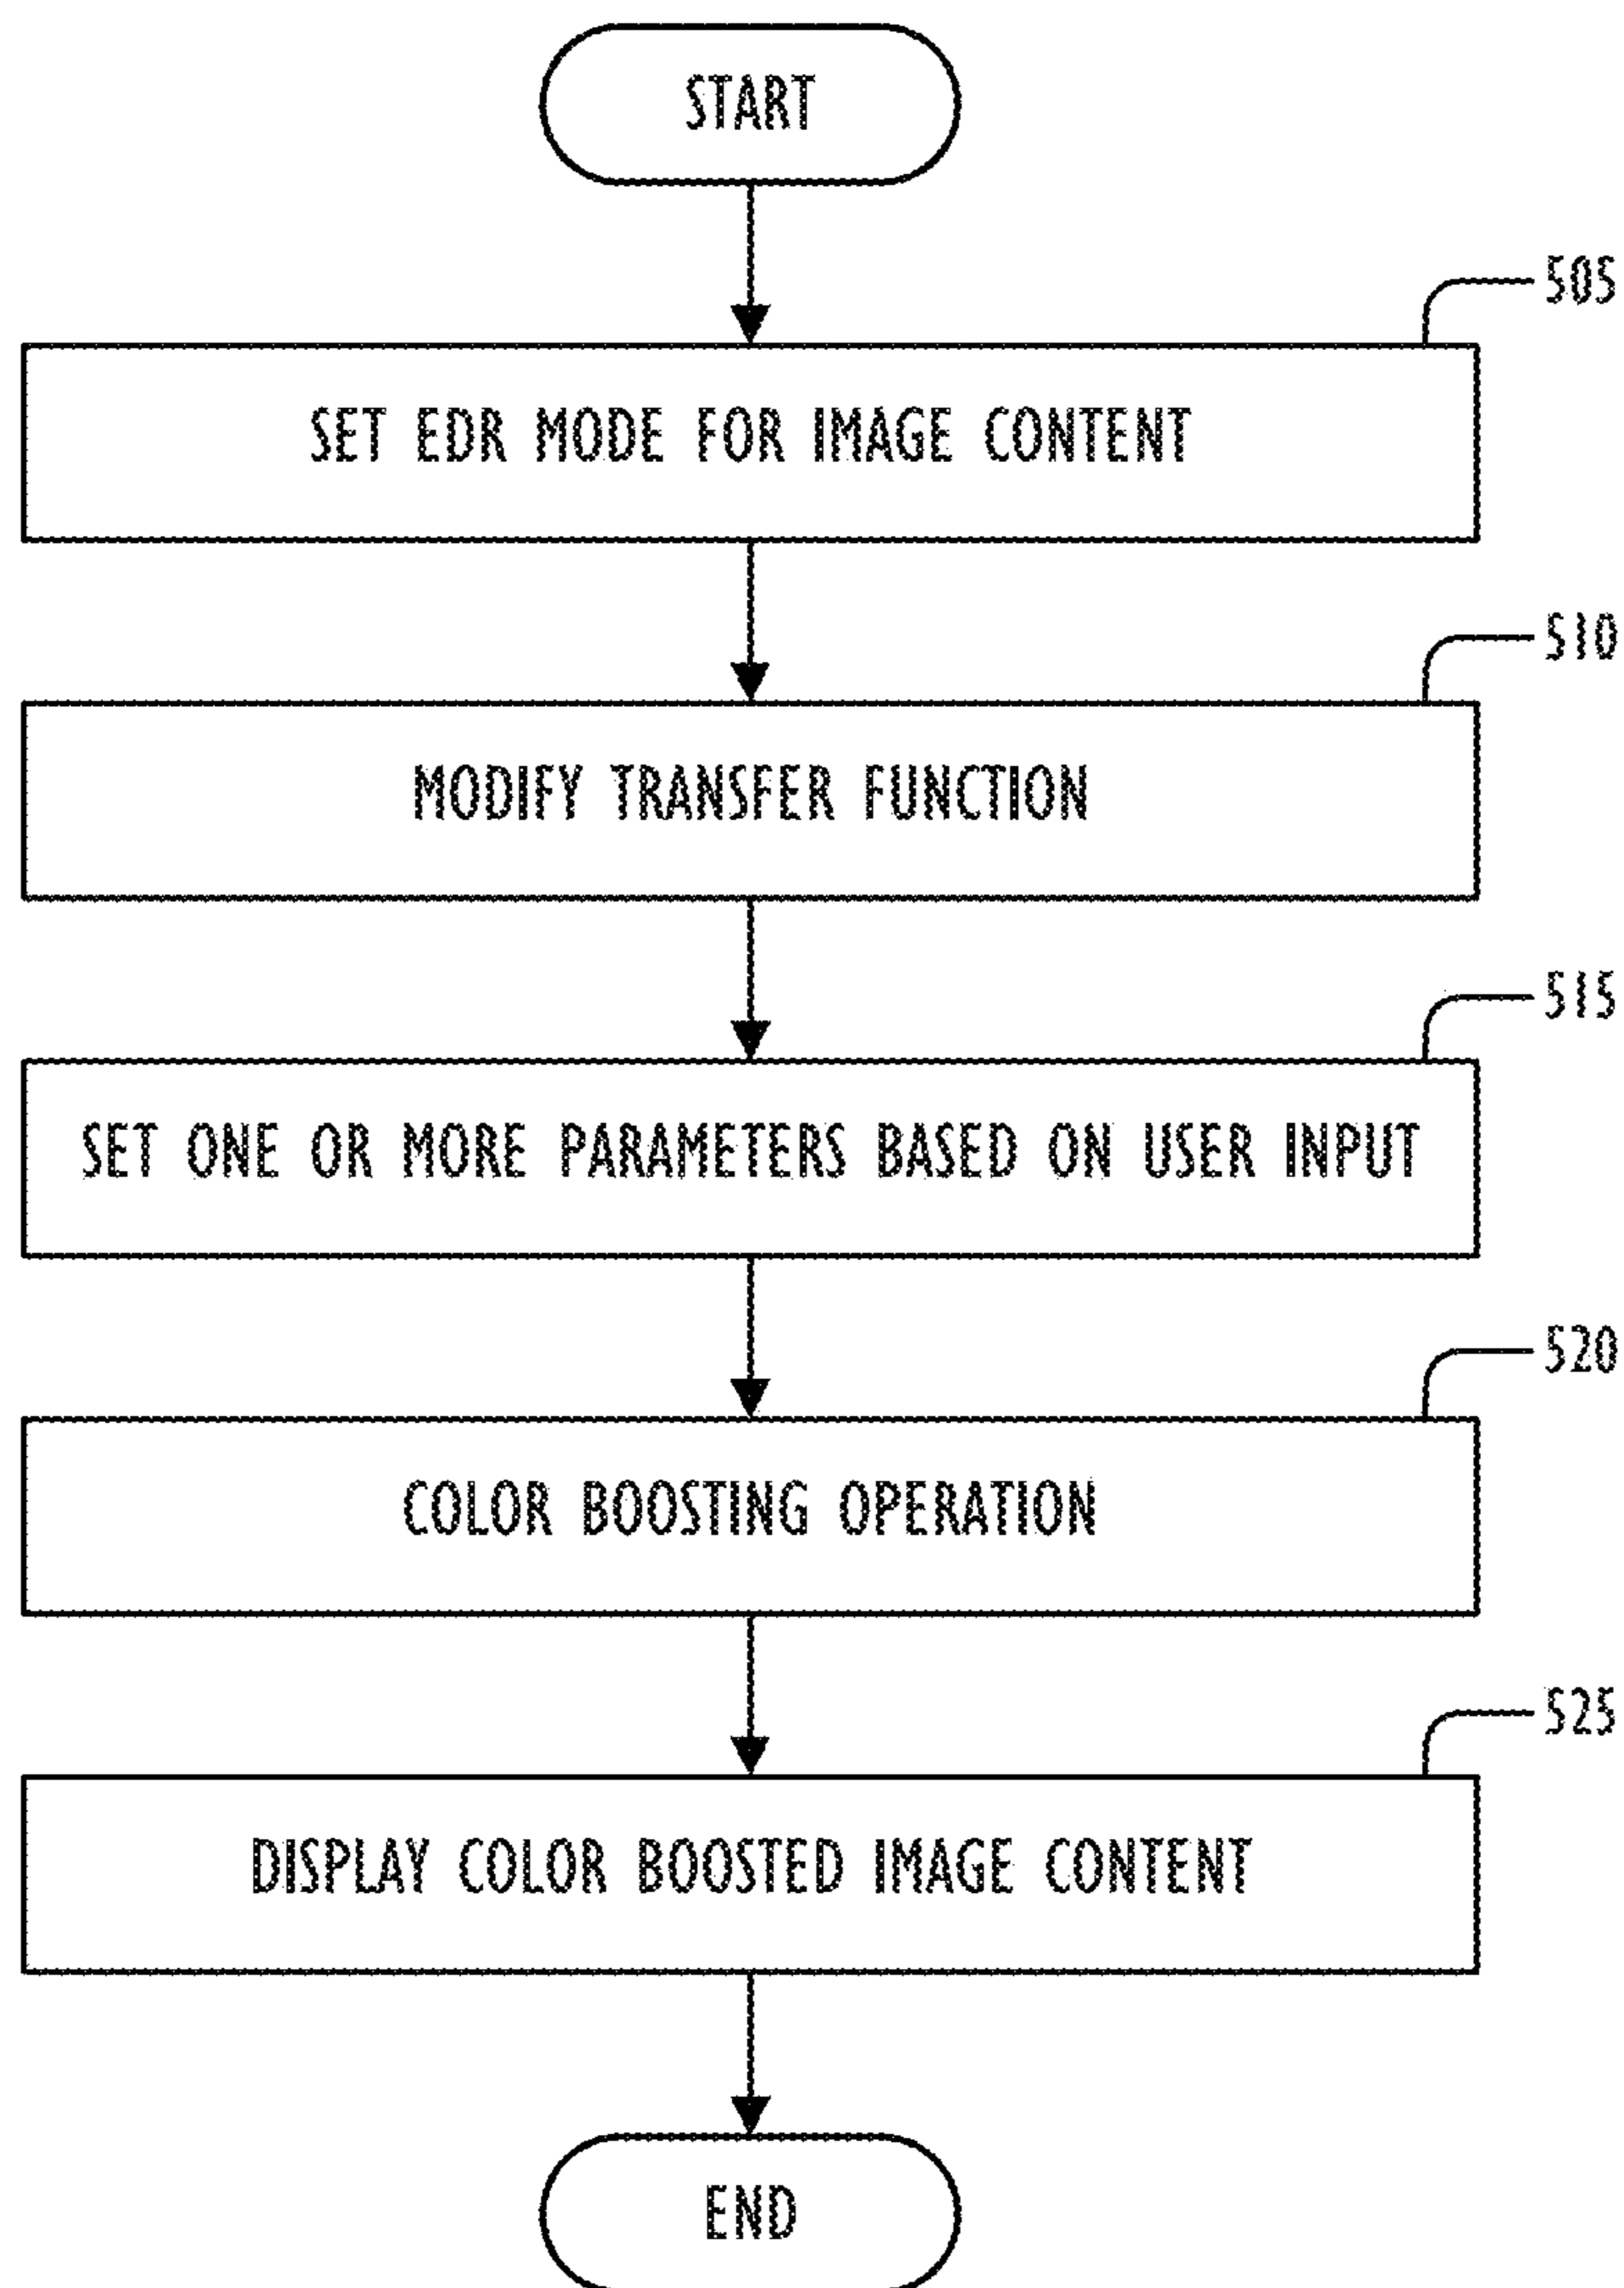 START
505
SET EDR MODE FOR IMAGE CONTENT
510
MODIFY TRANSFER FUNCTION
515
SET ONE OR MORE PARAMETERS BASED ON USER INPUT
520
COLOR BOOSTING OPERATION
525
DISPLAY COLOR BOOSTED IMAGE CONTENT
END